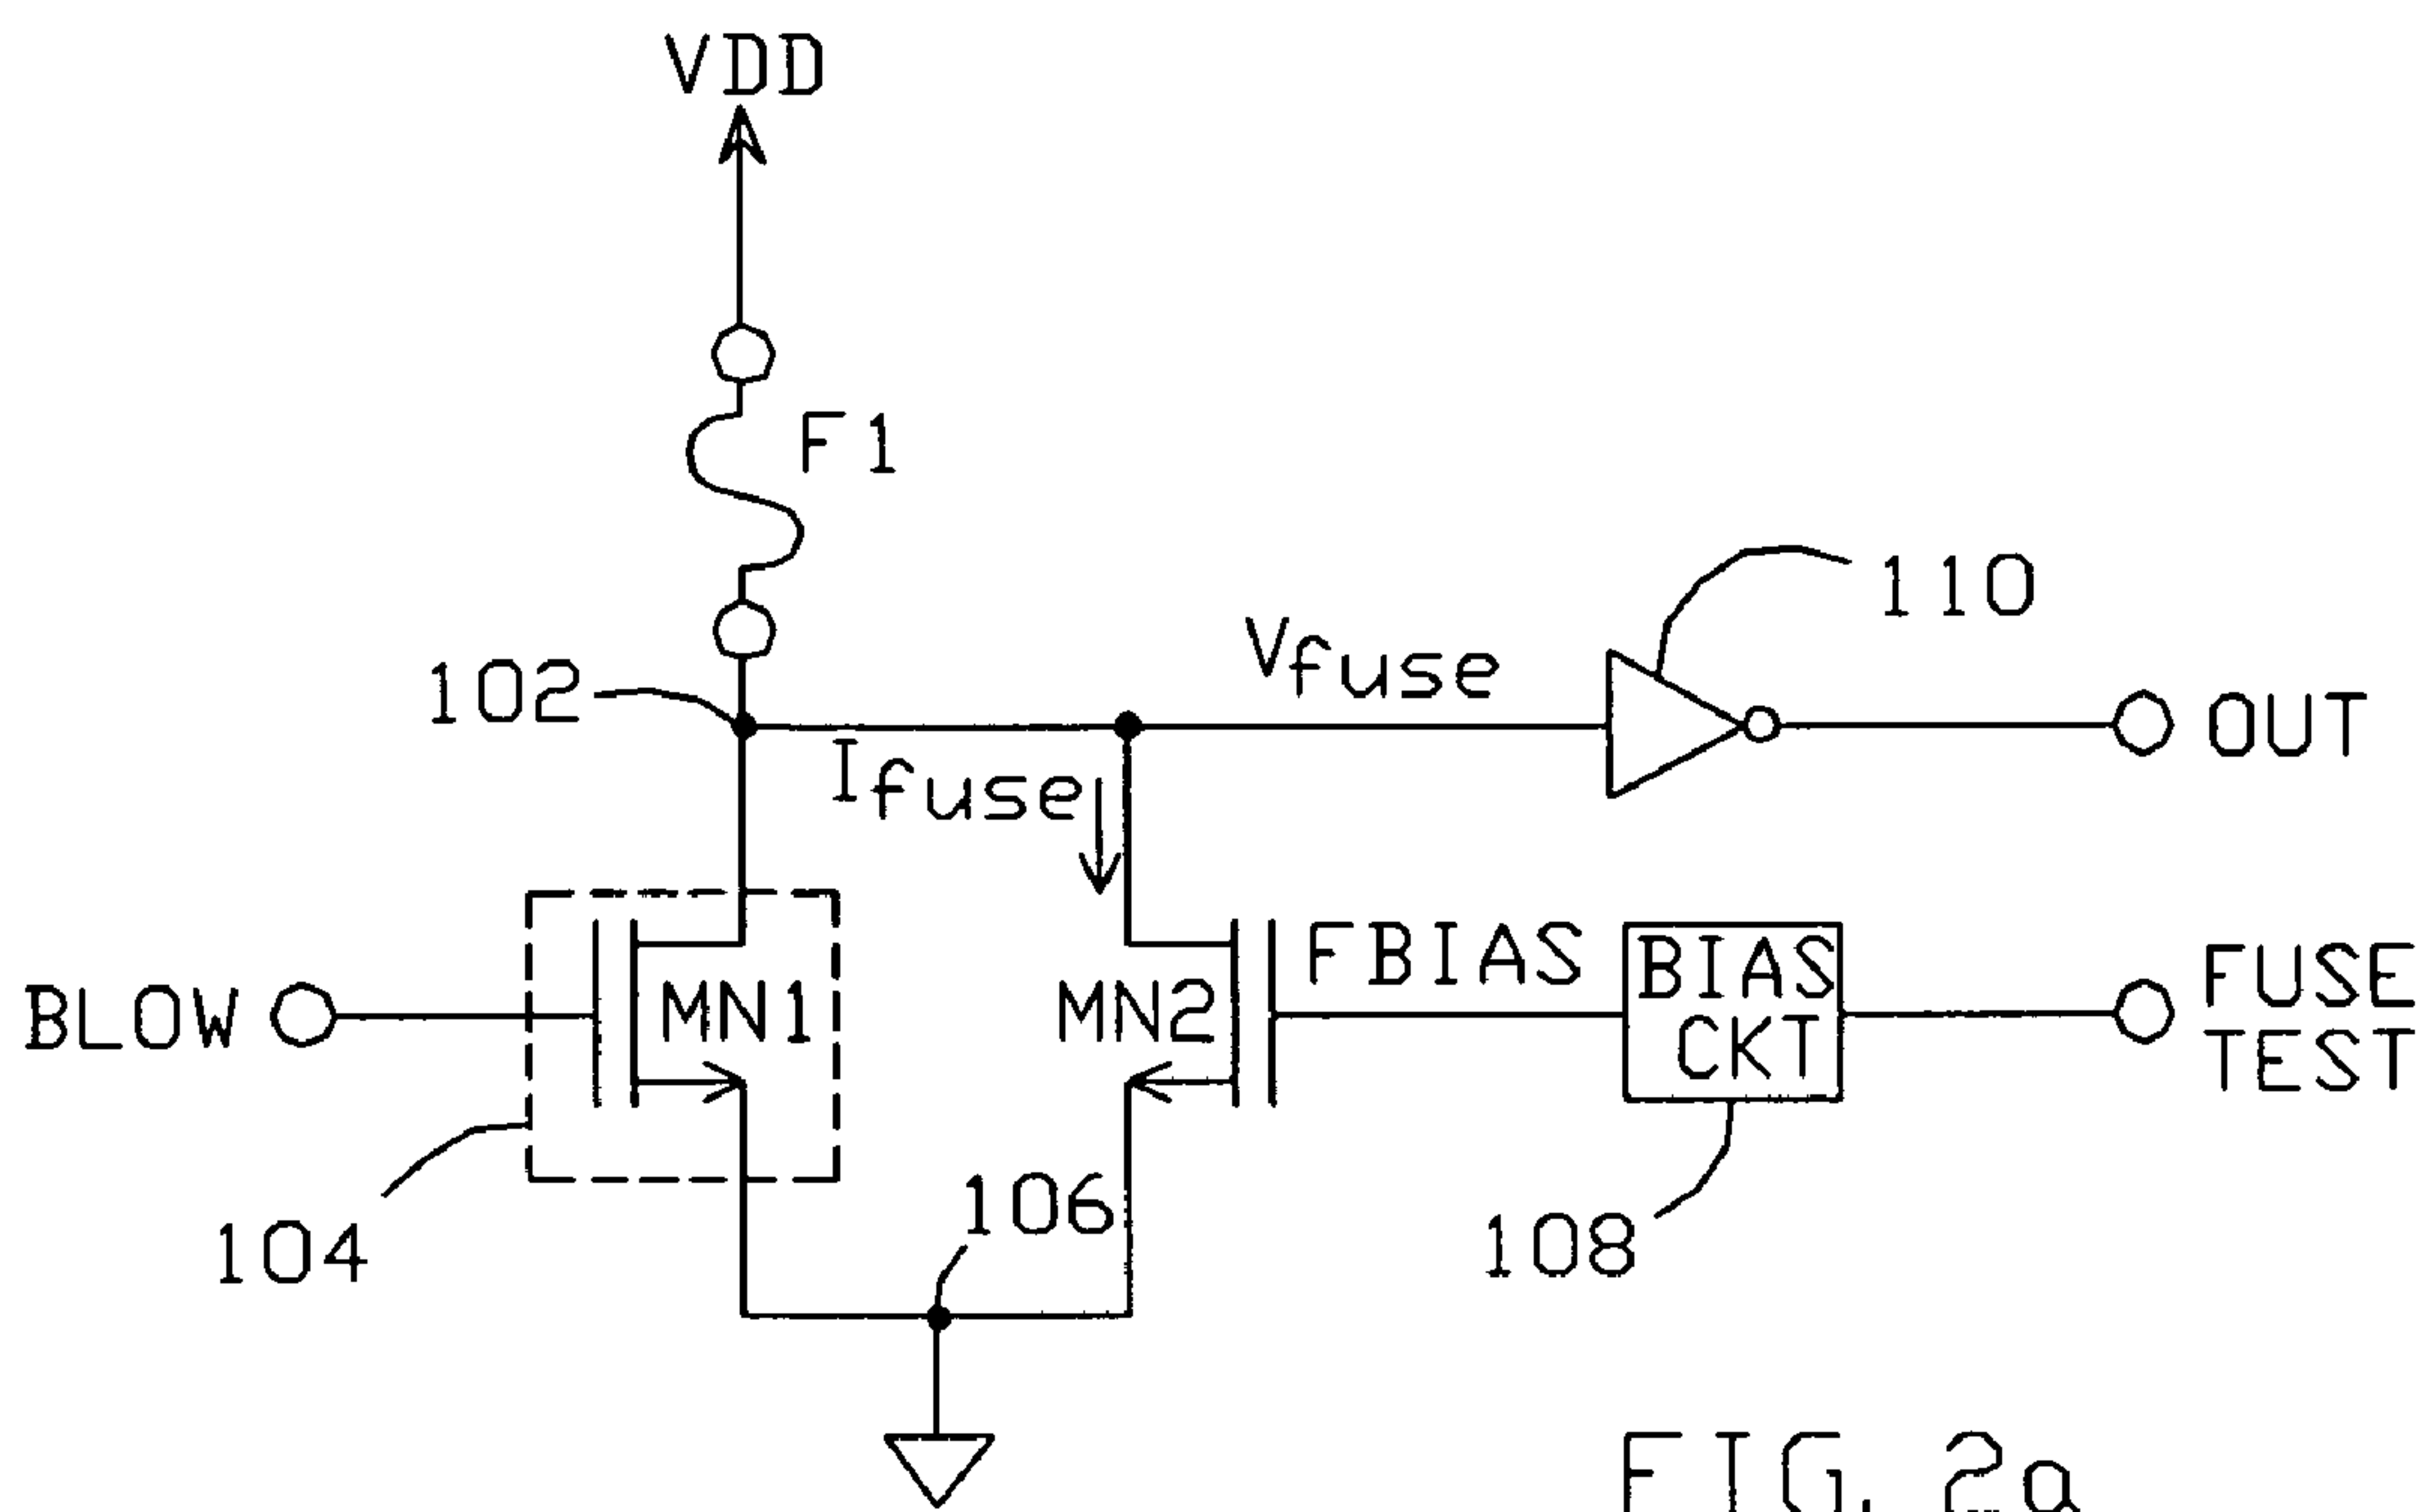 VDD
F1
110
Vfuse
102
OUT
Ifuse
FBIAS
BIAS
CKT
FUSE
TEST
BLOW
MN1
MN2
106
104
108
FIG. 2a